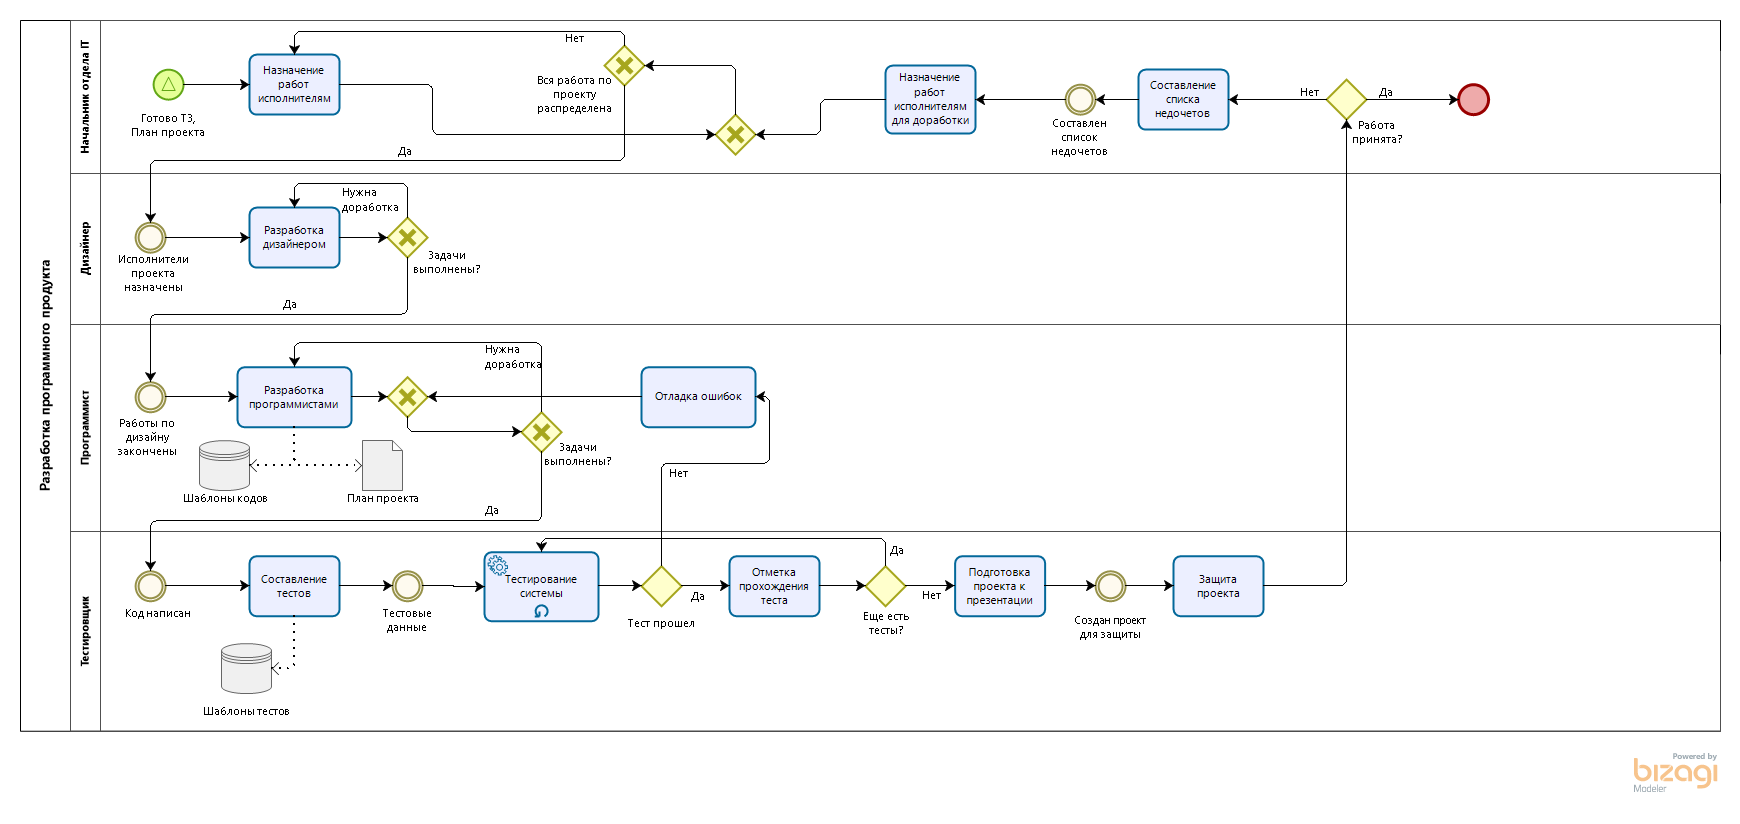 Разработка программного продукта
Начальник отдела IT
Готово ТЗ,
План проекта
Назначение
работ
исполнителям
Нет
Вся работа по
проекту
распределена
Да
Назначение
работ
исполнителям
для доработки
Составлен
список
недочетов
Составление
списка
недочетов
Нет
Да
Работа
принята?
Дизайнер
Исполнители
проекта
назначены
Разработка
дизайнером
Нужна
доработка
Задачи
выполнены?
Да
Программист
Работы по
дизайну
закончены
Разработка
программистами
Нужна
доработка
Задачи
выполнены?
Отладка ошибок
Шаблоны кодов
План проекта
Нет
Да
Тестировщик
Код написан
Составление
тестов
Тестовые
данные
Тестирование
системы
Тест прошел
Да
Отметка
прохождения
теста
Да
Еще есть
тесты?
Нет
Подготовка
проекта к
презентации
Создан проект
для защиты
Защита
проекта
Шаблоны тестов
Powered by
bizagi
Modeler